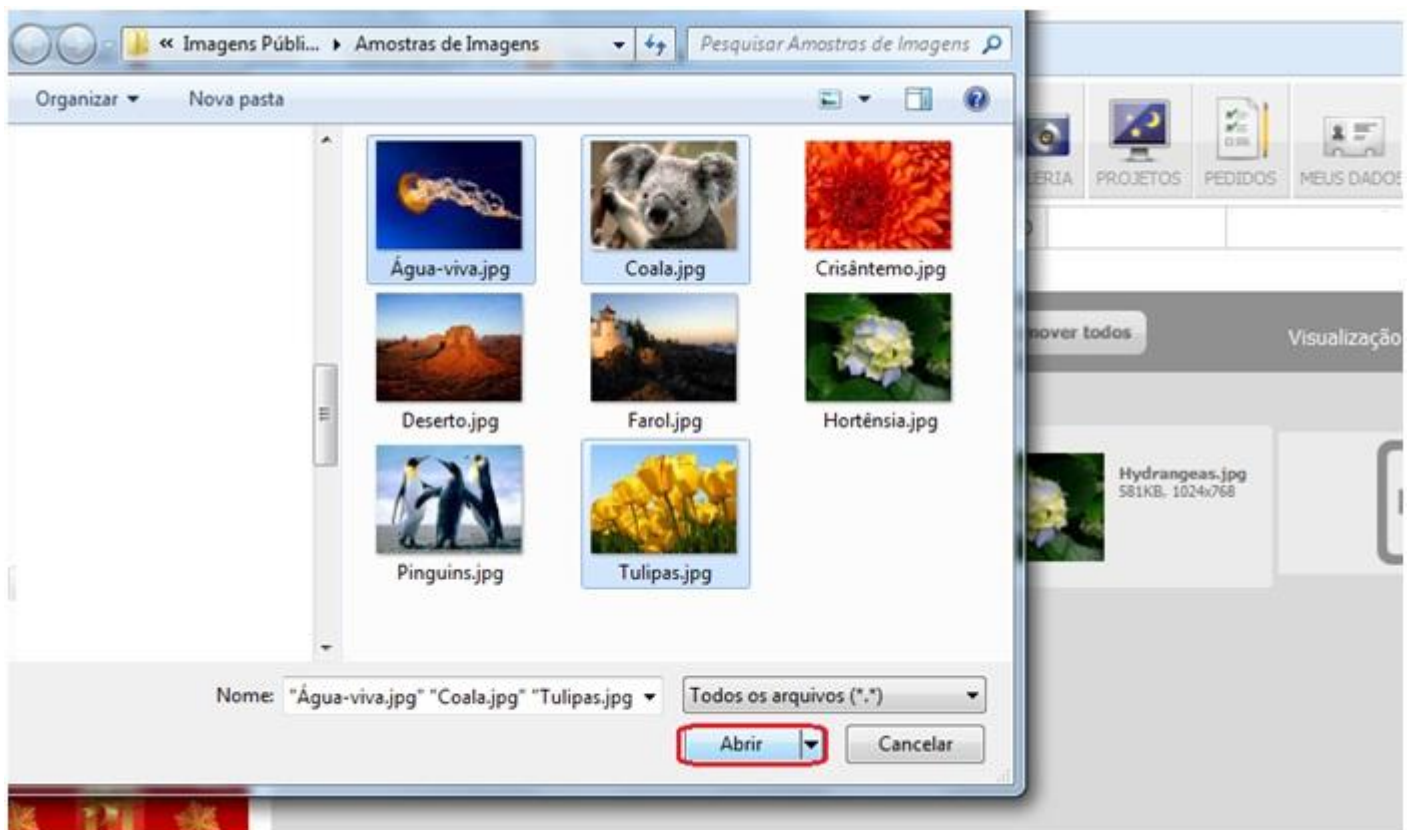 « Imagens Públi... ▸ Amostras de Imagens
Pesquisar Amostras de Imagens
Organizar
Nova pasta
PROJETOS
PEDIDOS
MEUS DADOS
Água-viva.jpg
Coala.jpg
Crisântemo.jpg
todos
Visualização
Deserto.jpg
Farol.jpg
Hortênsia.jpg
Hydrangeas.jpg
581KB, 1024x768
Pinguins.jpg
Tulipas.jpg
Nome:
"Água-viva.jpg" "Coala.jpg" "Tulipas.jpg
Todos os arquivos (*.*)
Abrir
Cancelar